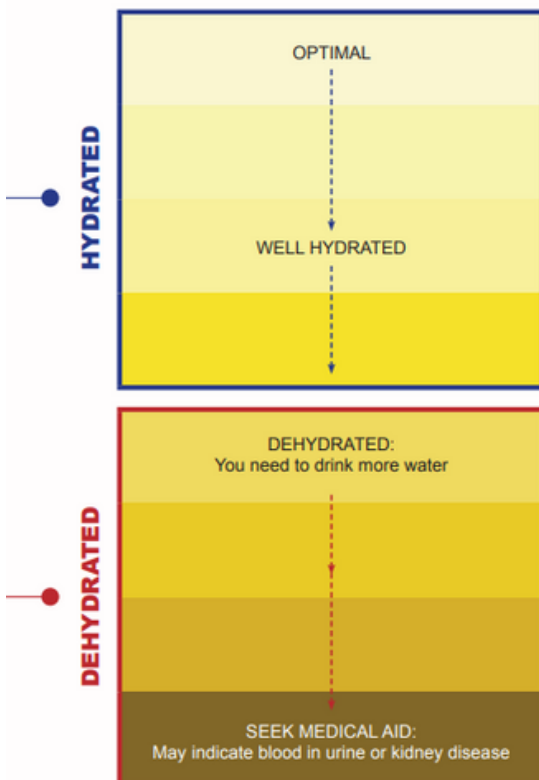 HYDRATED
OPTIMAL
WELL HYDRATED
DEHYDRATED
DEHYDRATED:
You need to drink more water
SEEK MEDICAL AID:
May indicate blood in urine or kidney disease